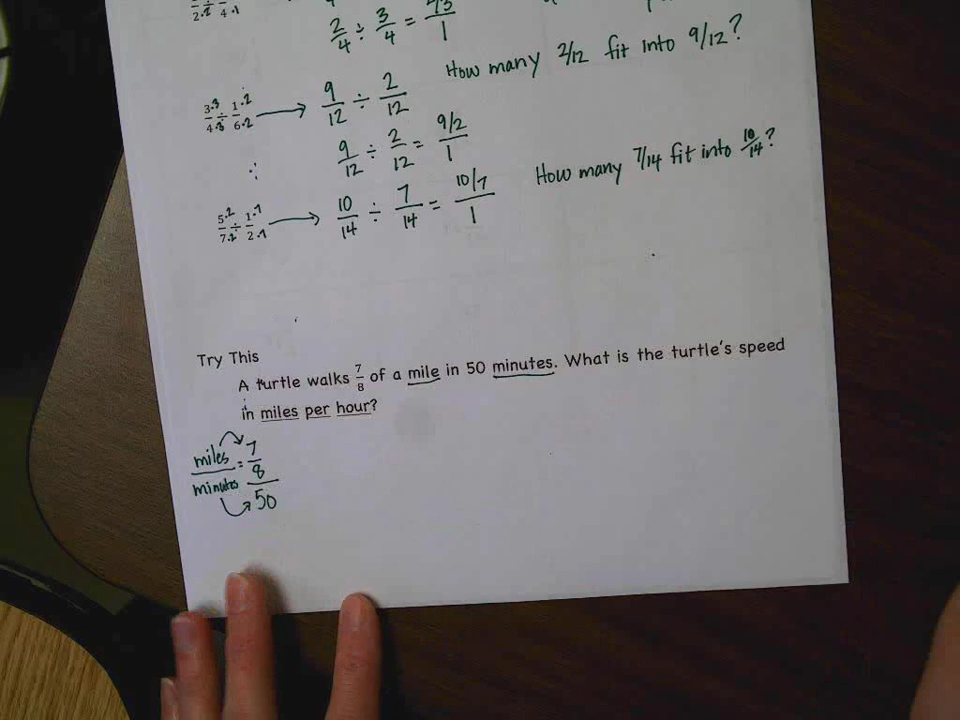 2/4 ÷ 3/4 = /1
How many 2/12 fit into 9/12?
3·3/4·3 ÷ 1·2/6·2 → 9/12 ÷ 2/12
9/12 ÷ 2/12 = 9/2/1
How many 7/14 fit into 10/14?
5·2/7·2 ÷ 1·7/2·7 → 10/14 ÷ 7/14 = 10/7/1
Try This
A turtle walks 7/8 of a mile in 50 minutes. What is the turtle's speed
in miles per hour?
miles/minutes = 7/8/50